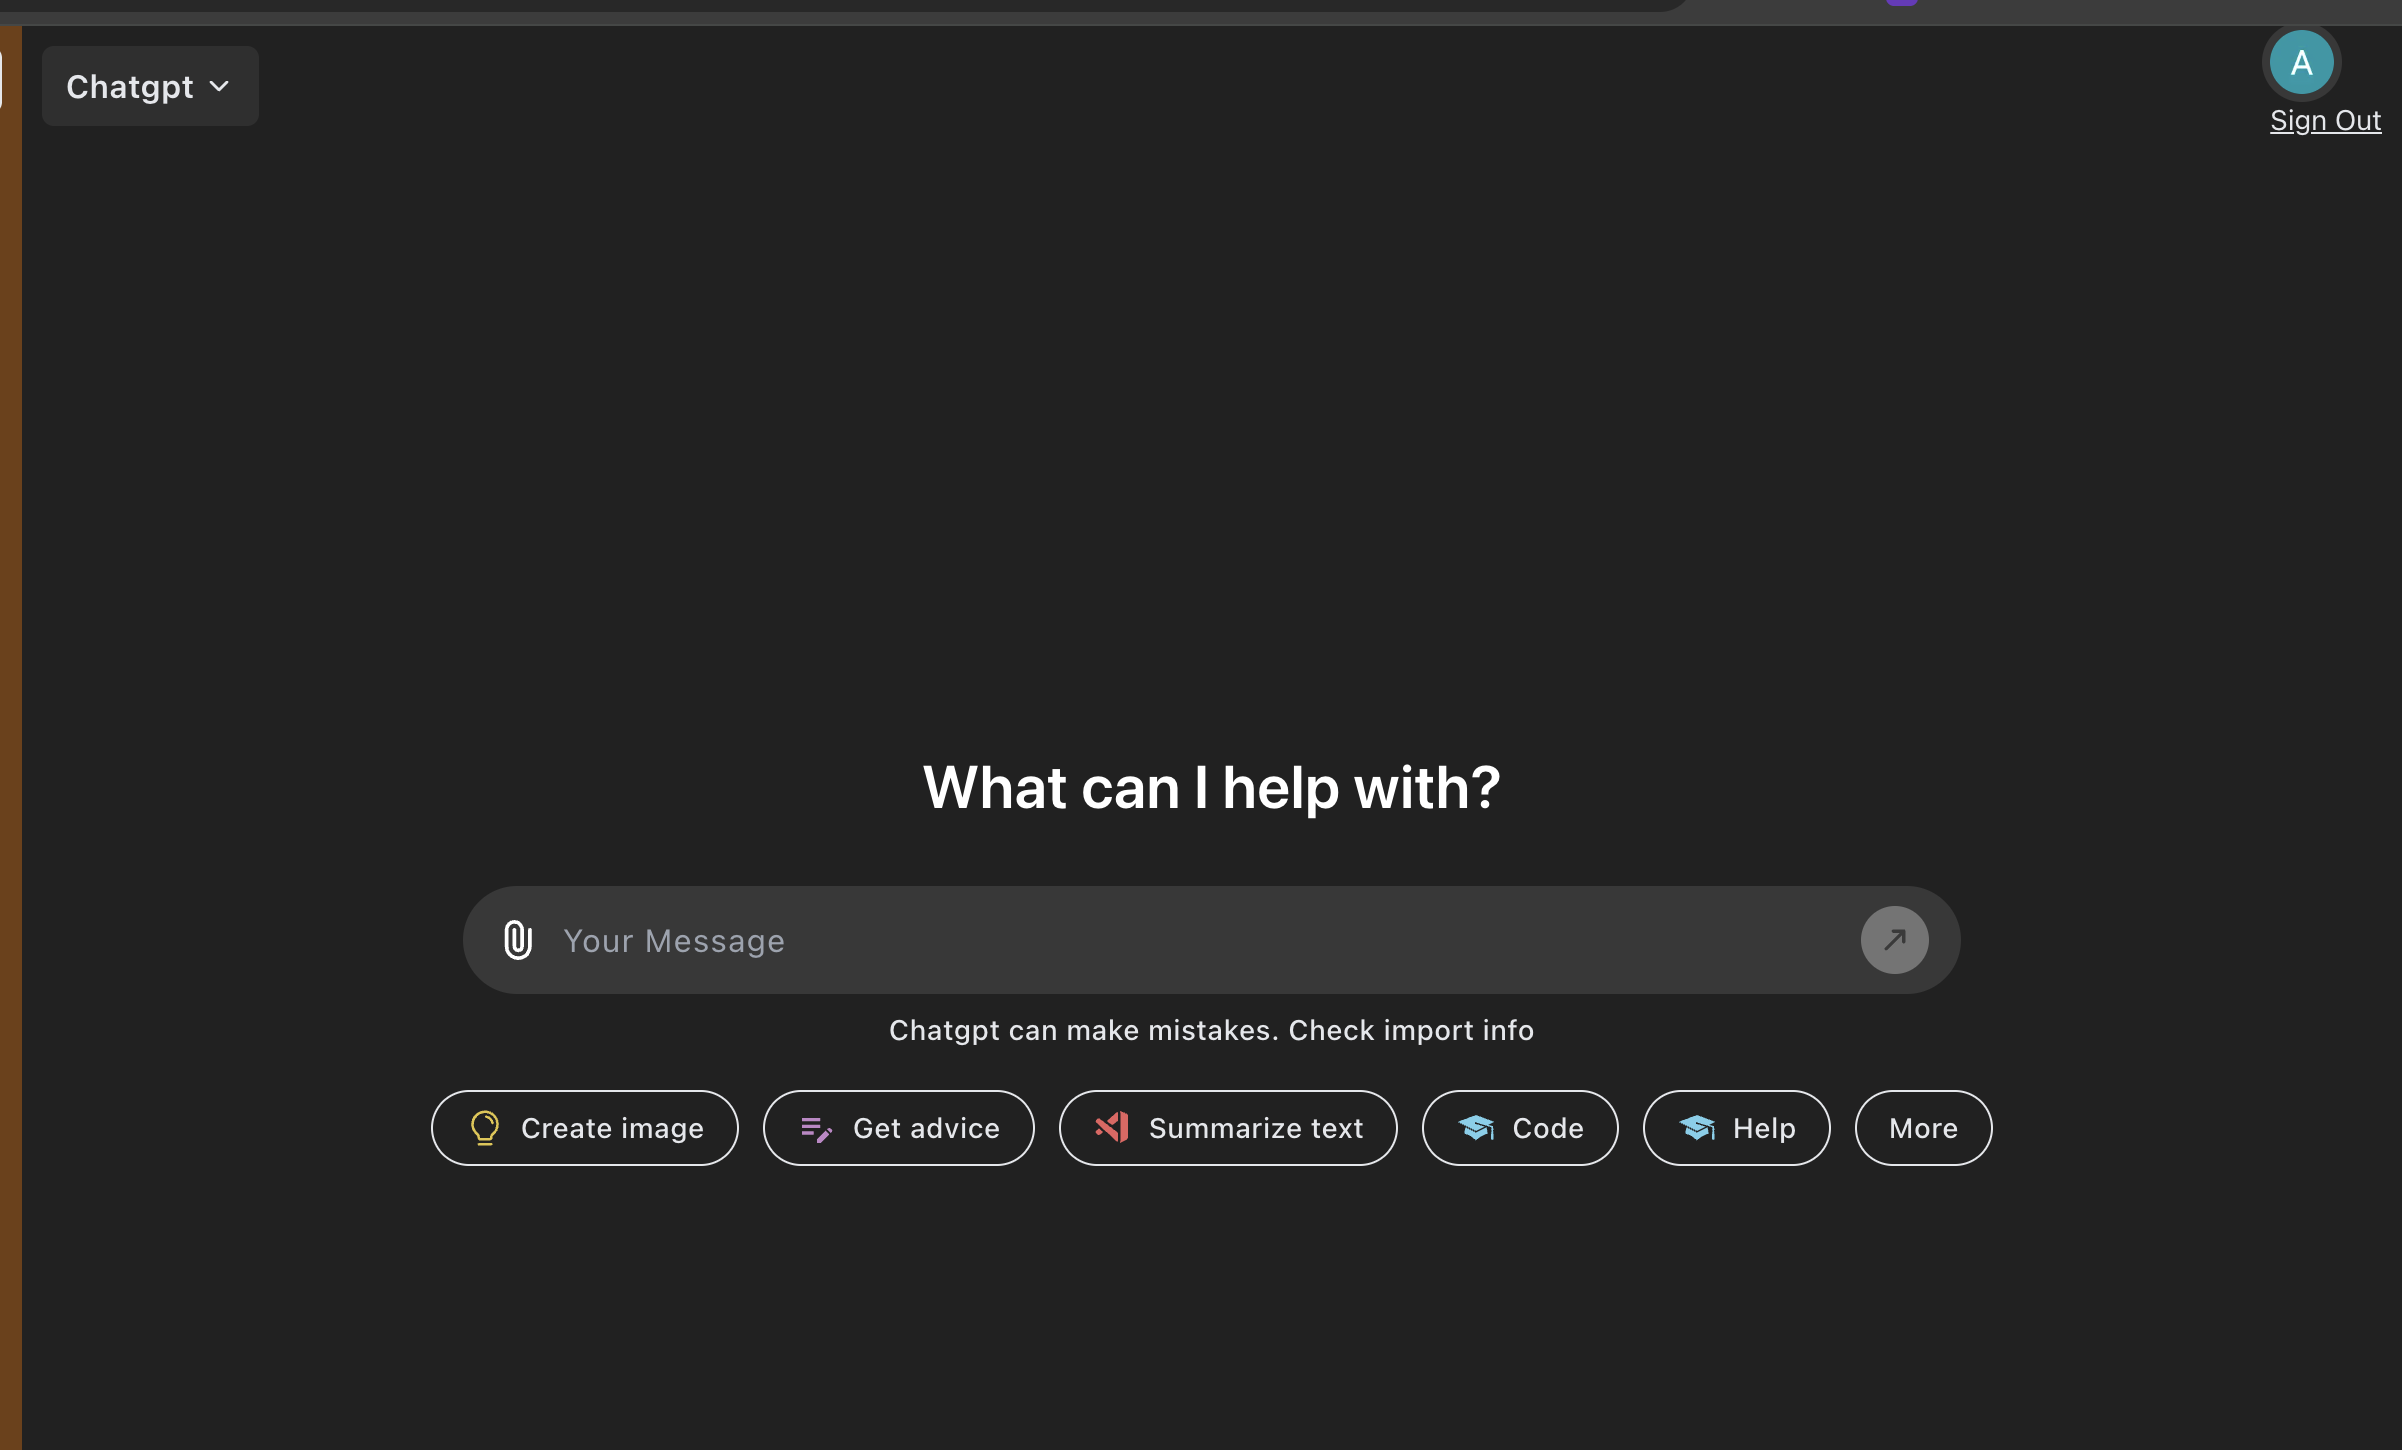 Chatgpt
A
Sign Out
What can I help with?
Your Message
Chatgpt can make mistakes. Check import info
Create image
Get advice
Summarize text
Code
Help
More